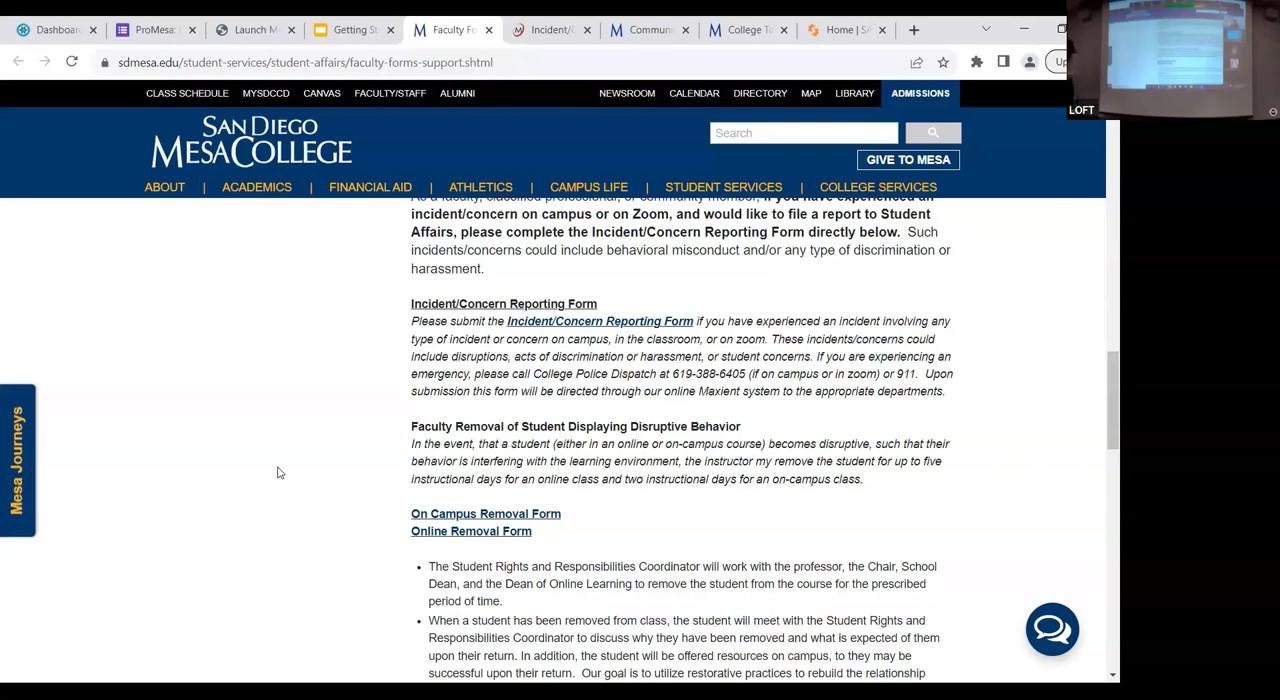 Dashboar
ProMesa:
Launch M
Getting St
Faculty Fo
Incident/C
Commun
College To
Home | SA
sdmesa.edu/student-services/student-affairs/faculty-forms-support.shtml
Up
LOFT
CLASS SCHEDULE MYSDCCD CANVAS FACULTY/STAFF ALUMNI NEWSROOM CALENDAR DIRECTORY MAP LIBRARY ADMISSIONS
SAN DIEGO
MESACOLLEGE
Search
GIVE TO MESA
ABOUT | ACADEMICS | FINANCIAL AID | ATHLETICS | CAMPUS LIFE | STUDENT SERVICES | COLLEGE SERVICES
As a faculty, classified professional, or community member, if you have experienced an
incident/concern on campus or on Zoom, and would like to file a report to Student
Affairs, please complete the Incident/Concern Reporting Form directly below. Such
incidents/concerns could include behavioral misconduct and/or any type of discrimination or
harassment.
Incident/Concern Reporting Form
Please submit the Incident/Concern Reporting Form if you have experienced an incident involving any
type of incident or concern on campus, in the classroom, or on zoom. These incidents/concerns could
include disruptions, acts of discrimination or harassment, or student concerns. If you are experiencing an
emergency, please call College Police Dispatch at 619-388-6405 (if on campus or in zoom) or 911. Upon
submission this form will be directed through our online Maxient system to the appropriate departments.
Faculty Removal of Student Displaying Disruptive Behavior
In the event, that a student (either in an online or on-campus course) becomes disruptive, such that their
behavior is interfering with the learning environment, the instructor my remove the student for up to five
instructional days for an online class and two instructional days for an on-campus class.
On Campus Removal Form
Online Removal Form
• The Student Rights and Responsibilities Coordinator will work with the professor, the Chair, School
Dean, and the Dean of Online Learning to remove the student from the course for the prescribed
period of time.
• When a student has been removed from class, the student will meet with the Student Rights and
Responsibilities Coordinator to discuss why they have been removed and what is expected of them
upon their return. In addition, the student will be offered resources on campus, to they may be
successful upon their return. Our goal is to utilize restorative practices to rebuild the relationship
Mesa Journeys